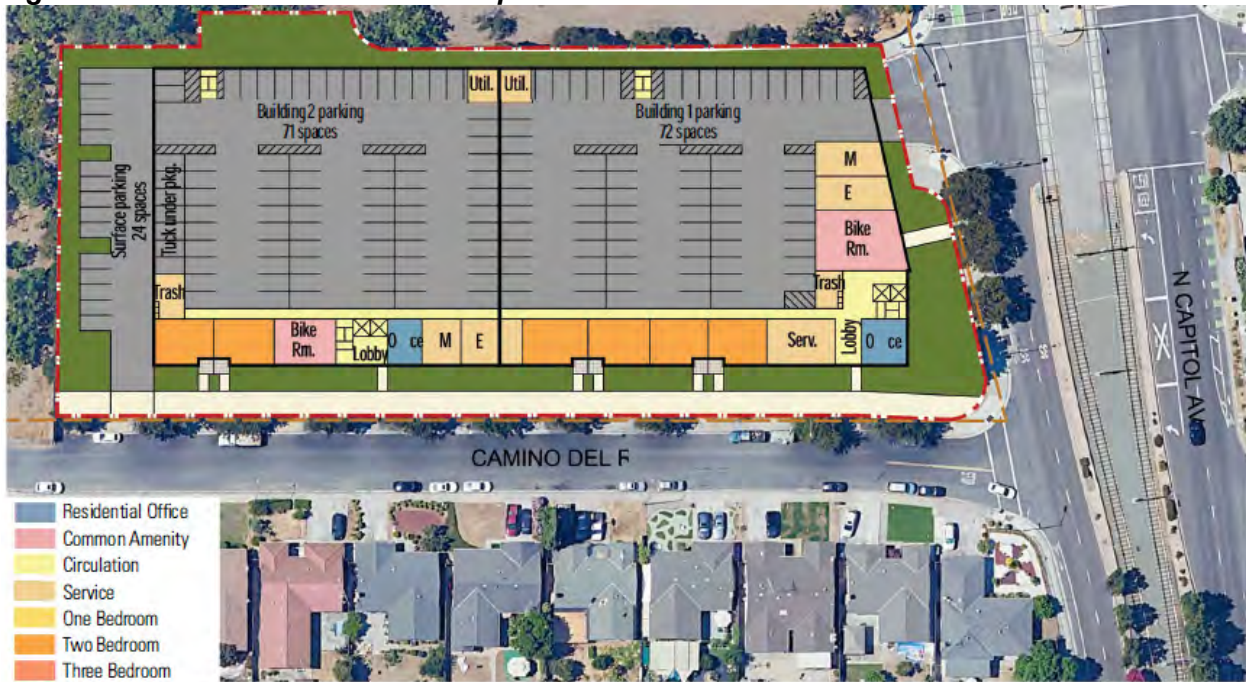 Util.
Util.
Building 2 parking
71 spaces
Building 1 parking
72 spaces
Surface parking
24 spaces
Tuck under pkg.
M
E
Bike
Rm.
Trash
Trash
Bike
Rm.
Lobby
O ce
M
E
Serv.
Lobby
O ce
N CAPITOL AV
CAMINO DEL R
Residential Office
Common Amenity
Circulation
Service
One Bedroom
Two Bedroom
Three Bedroom